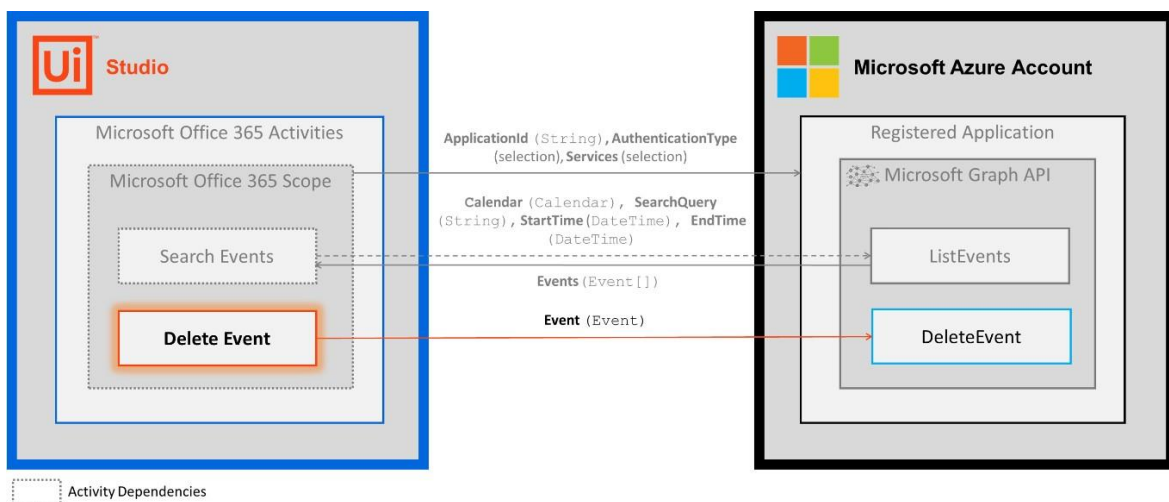 Ui Studio
Microsoft Azure Account
Microsoft Office 365 Activities
Registered Application
ApplicationId (String), AuthenticationType
(selection), Services (selection)
Microsoft Office 365 Scope
Microsoft Graph API
Calendar (Calendar), SearchQuery
(String), StartTime (DateTime), EndTime
(DateTime)
Search Events
ListEvents
Events (Event[])
Event (Event)
Delete Event
DeleteEvent
Activity Dependencies